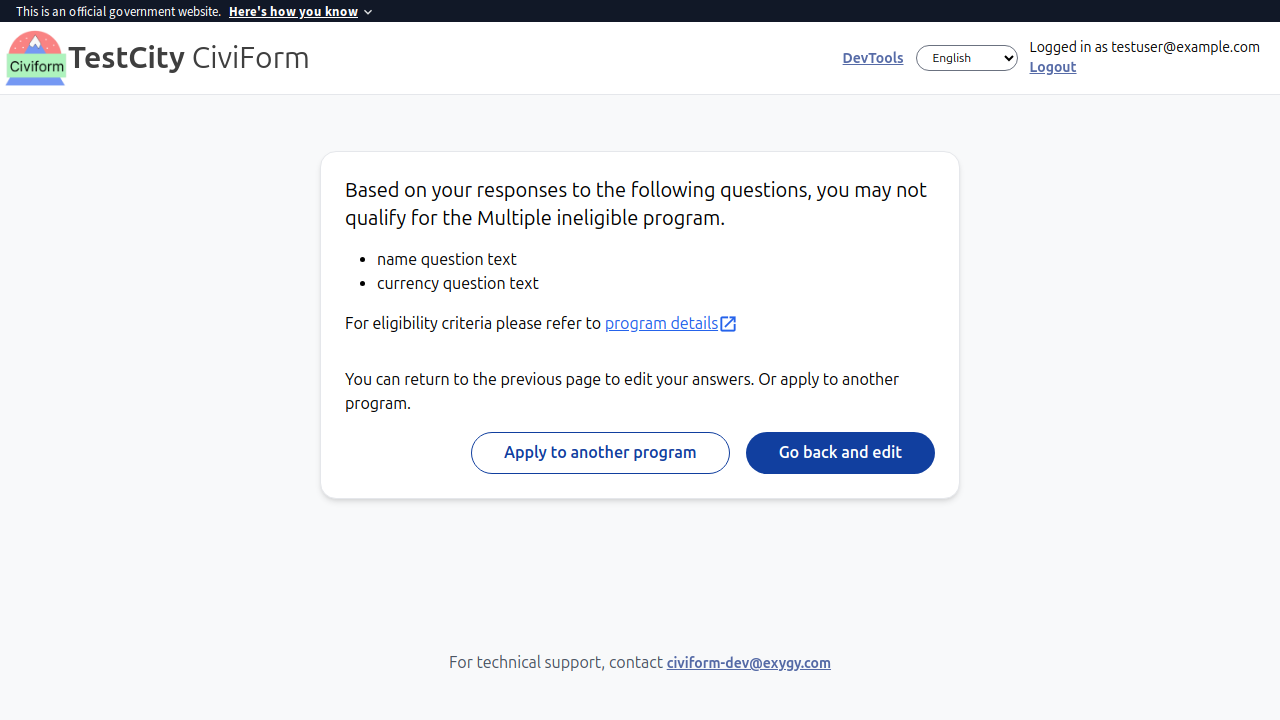 This is an official government website. Here's how you know
Civiform
TestCity CiviForm
DevTools
English
Logged in as testuser@example.com
Logout
Based on your responses to the following questions, you may not
qualify for the Multiple ineligible program.
• name question text
• currency question text
For eligibility criteria please refer to program details
You can return to the previous page to edit your answers. Or apply to another
program.
Apply to another program
Go back and edit
For technical support, contact civiform-dev@exygy.com